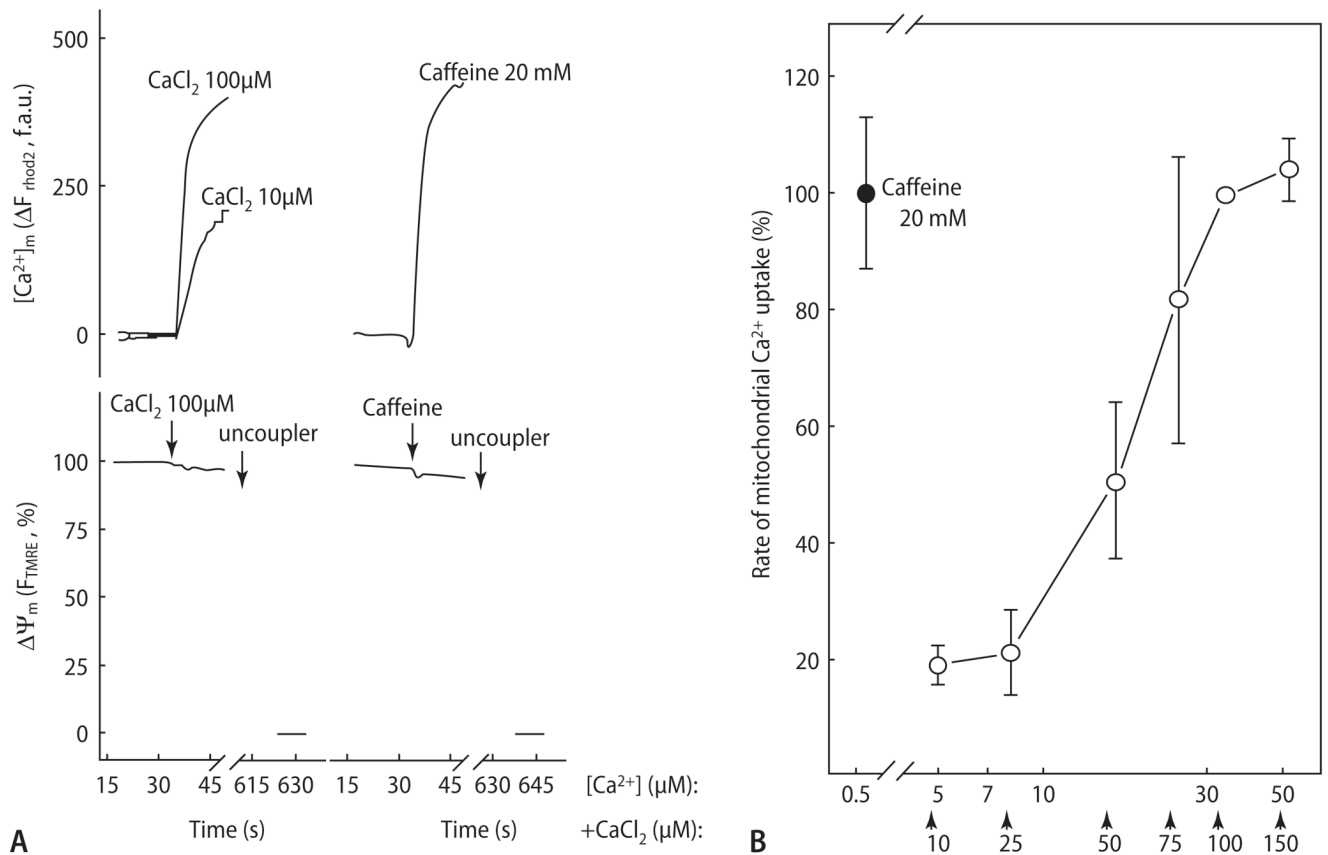 500
250
0
[Ca²⁺]ₘ (ΔF rhod2 , f.a.u.)
CaCl₂ 100µM
CaCl₂ 10µM
Caffeine 20 mM
100
75
50
25
0
ΔΨₘ (F_TMRE , %)
CaCl₂ 100µM
uncoupler
Caffeine
uncoupler
15 30 45 615 630 15 30 45 630 645
Time (s) Time (s)
A
120
100
80
60
40
20
Rate of mitochondrial Ca²⁺ uptake (%)
Caffeine
20 mM
[Ca²⁺] (µM): 0.5 5 7 10 30 50
+CaCl₂ (µM): 10 25 50 75 100 150
B